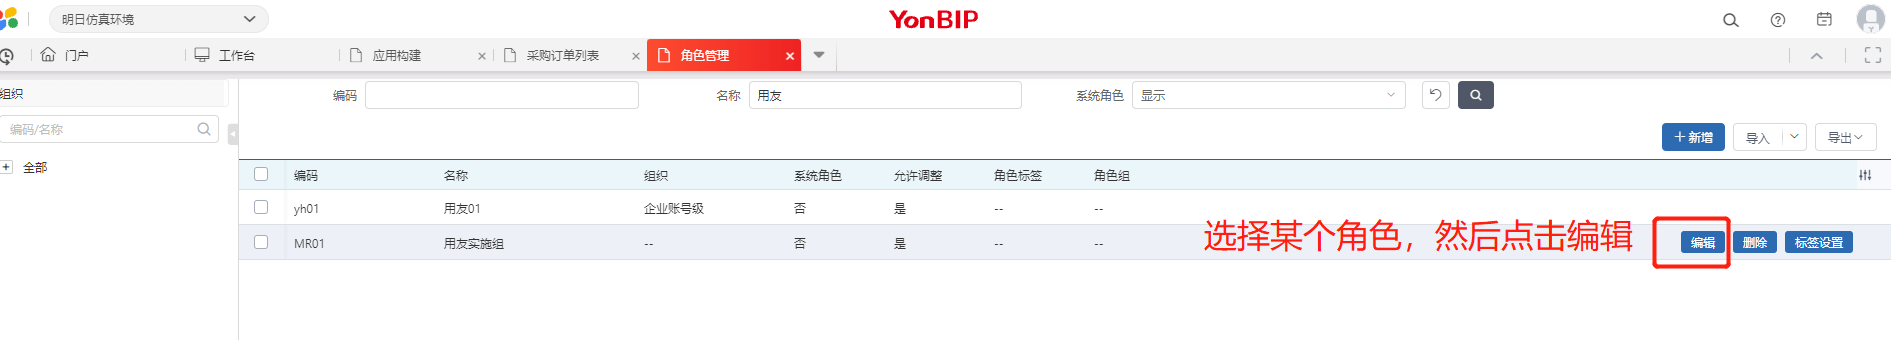 明日仿真环境
YonBIP
门户
工作台
应用构建
采购订单列表
角色管理
组织
编码
名称 用友
系统角色 显示
编码/名称
新增
导入
导出
全部
编码 名称 组织 系统角色 允许调整 角色标签 角色组
yh01 用友01 企业账号级 否 是 -- --
MR01 用友实施组 -- 否 是 -- --
选择某个角色，然后点击编辑
编辑 删除 标签设置